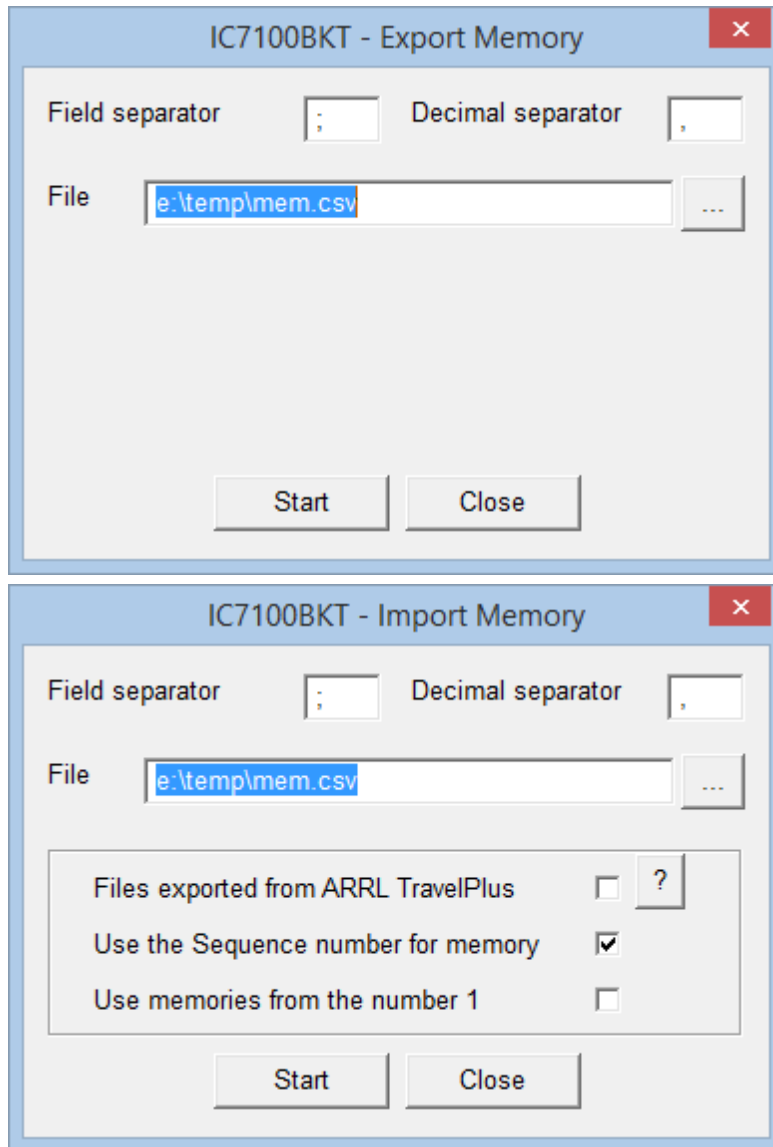 IC7100BKT - Export Memory
Field separator ; Decimal separator ,
File e:\temp\mem.csv ...
Start Close
IC7100BKT - Import Memory
Field separator ; Decimal separator ,
File e:\temp\mem.csv ...
Files exported from ARRL TravelPlus ?
Use the Sequence number for memory
Use memories from the number 1
Start Close